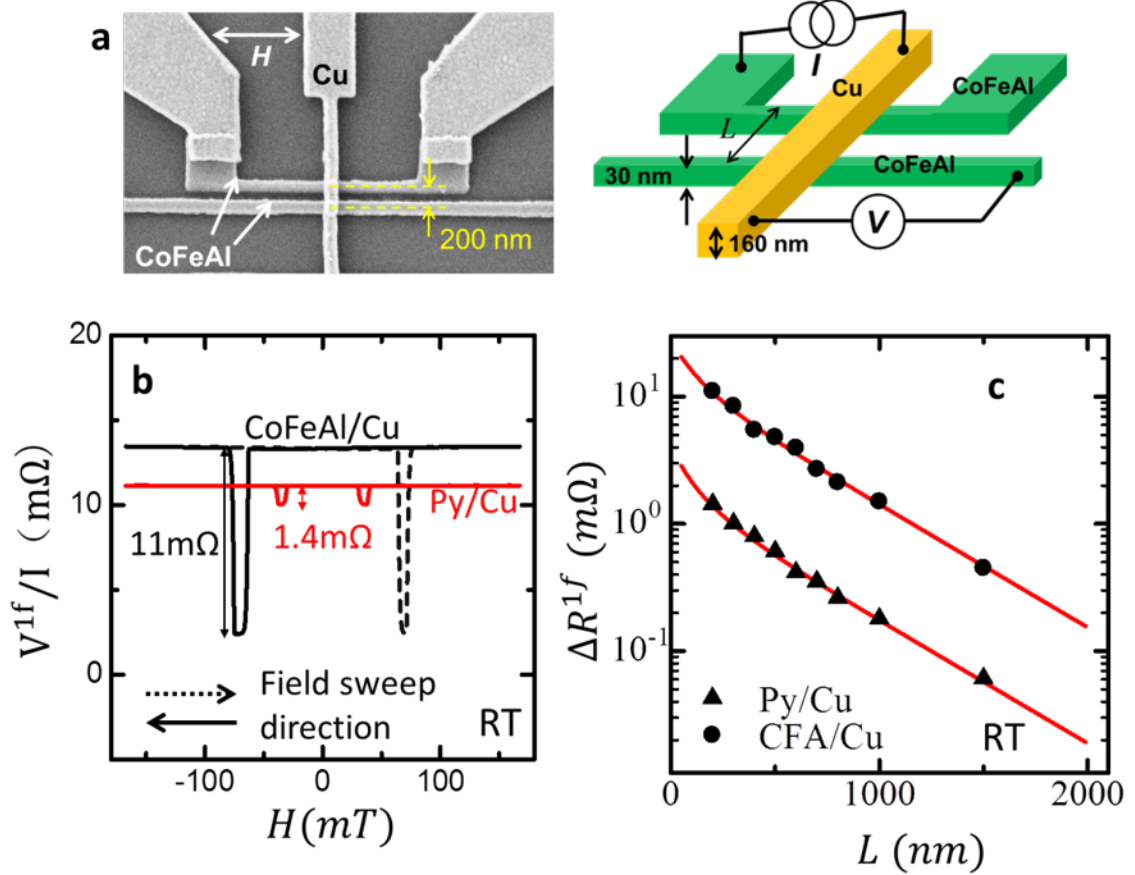 a
H
Cu
CoFeAl
200 nm
I
Cu
CoFeAl
L
CoFeAl
30 nm
V
160 nm
b
CoFeAl/Cu
Py/Cu
11mΩ
1.4mΩ
Field sweep
direction
RT
V¹ᶠ/I (mΩ)
20
10
0
-100
0
100
H(mT)
c
Py/Cu
CFA/Cu
RT
ΔR¹ᶠ (mΩ)
10¹
10⁰
10⁻¹
0
1000
2000
L (nm)